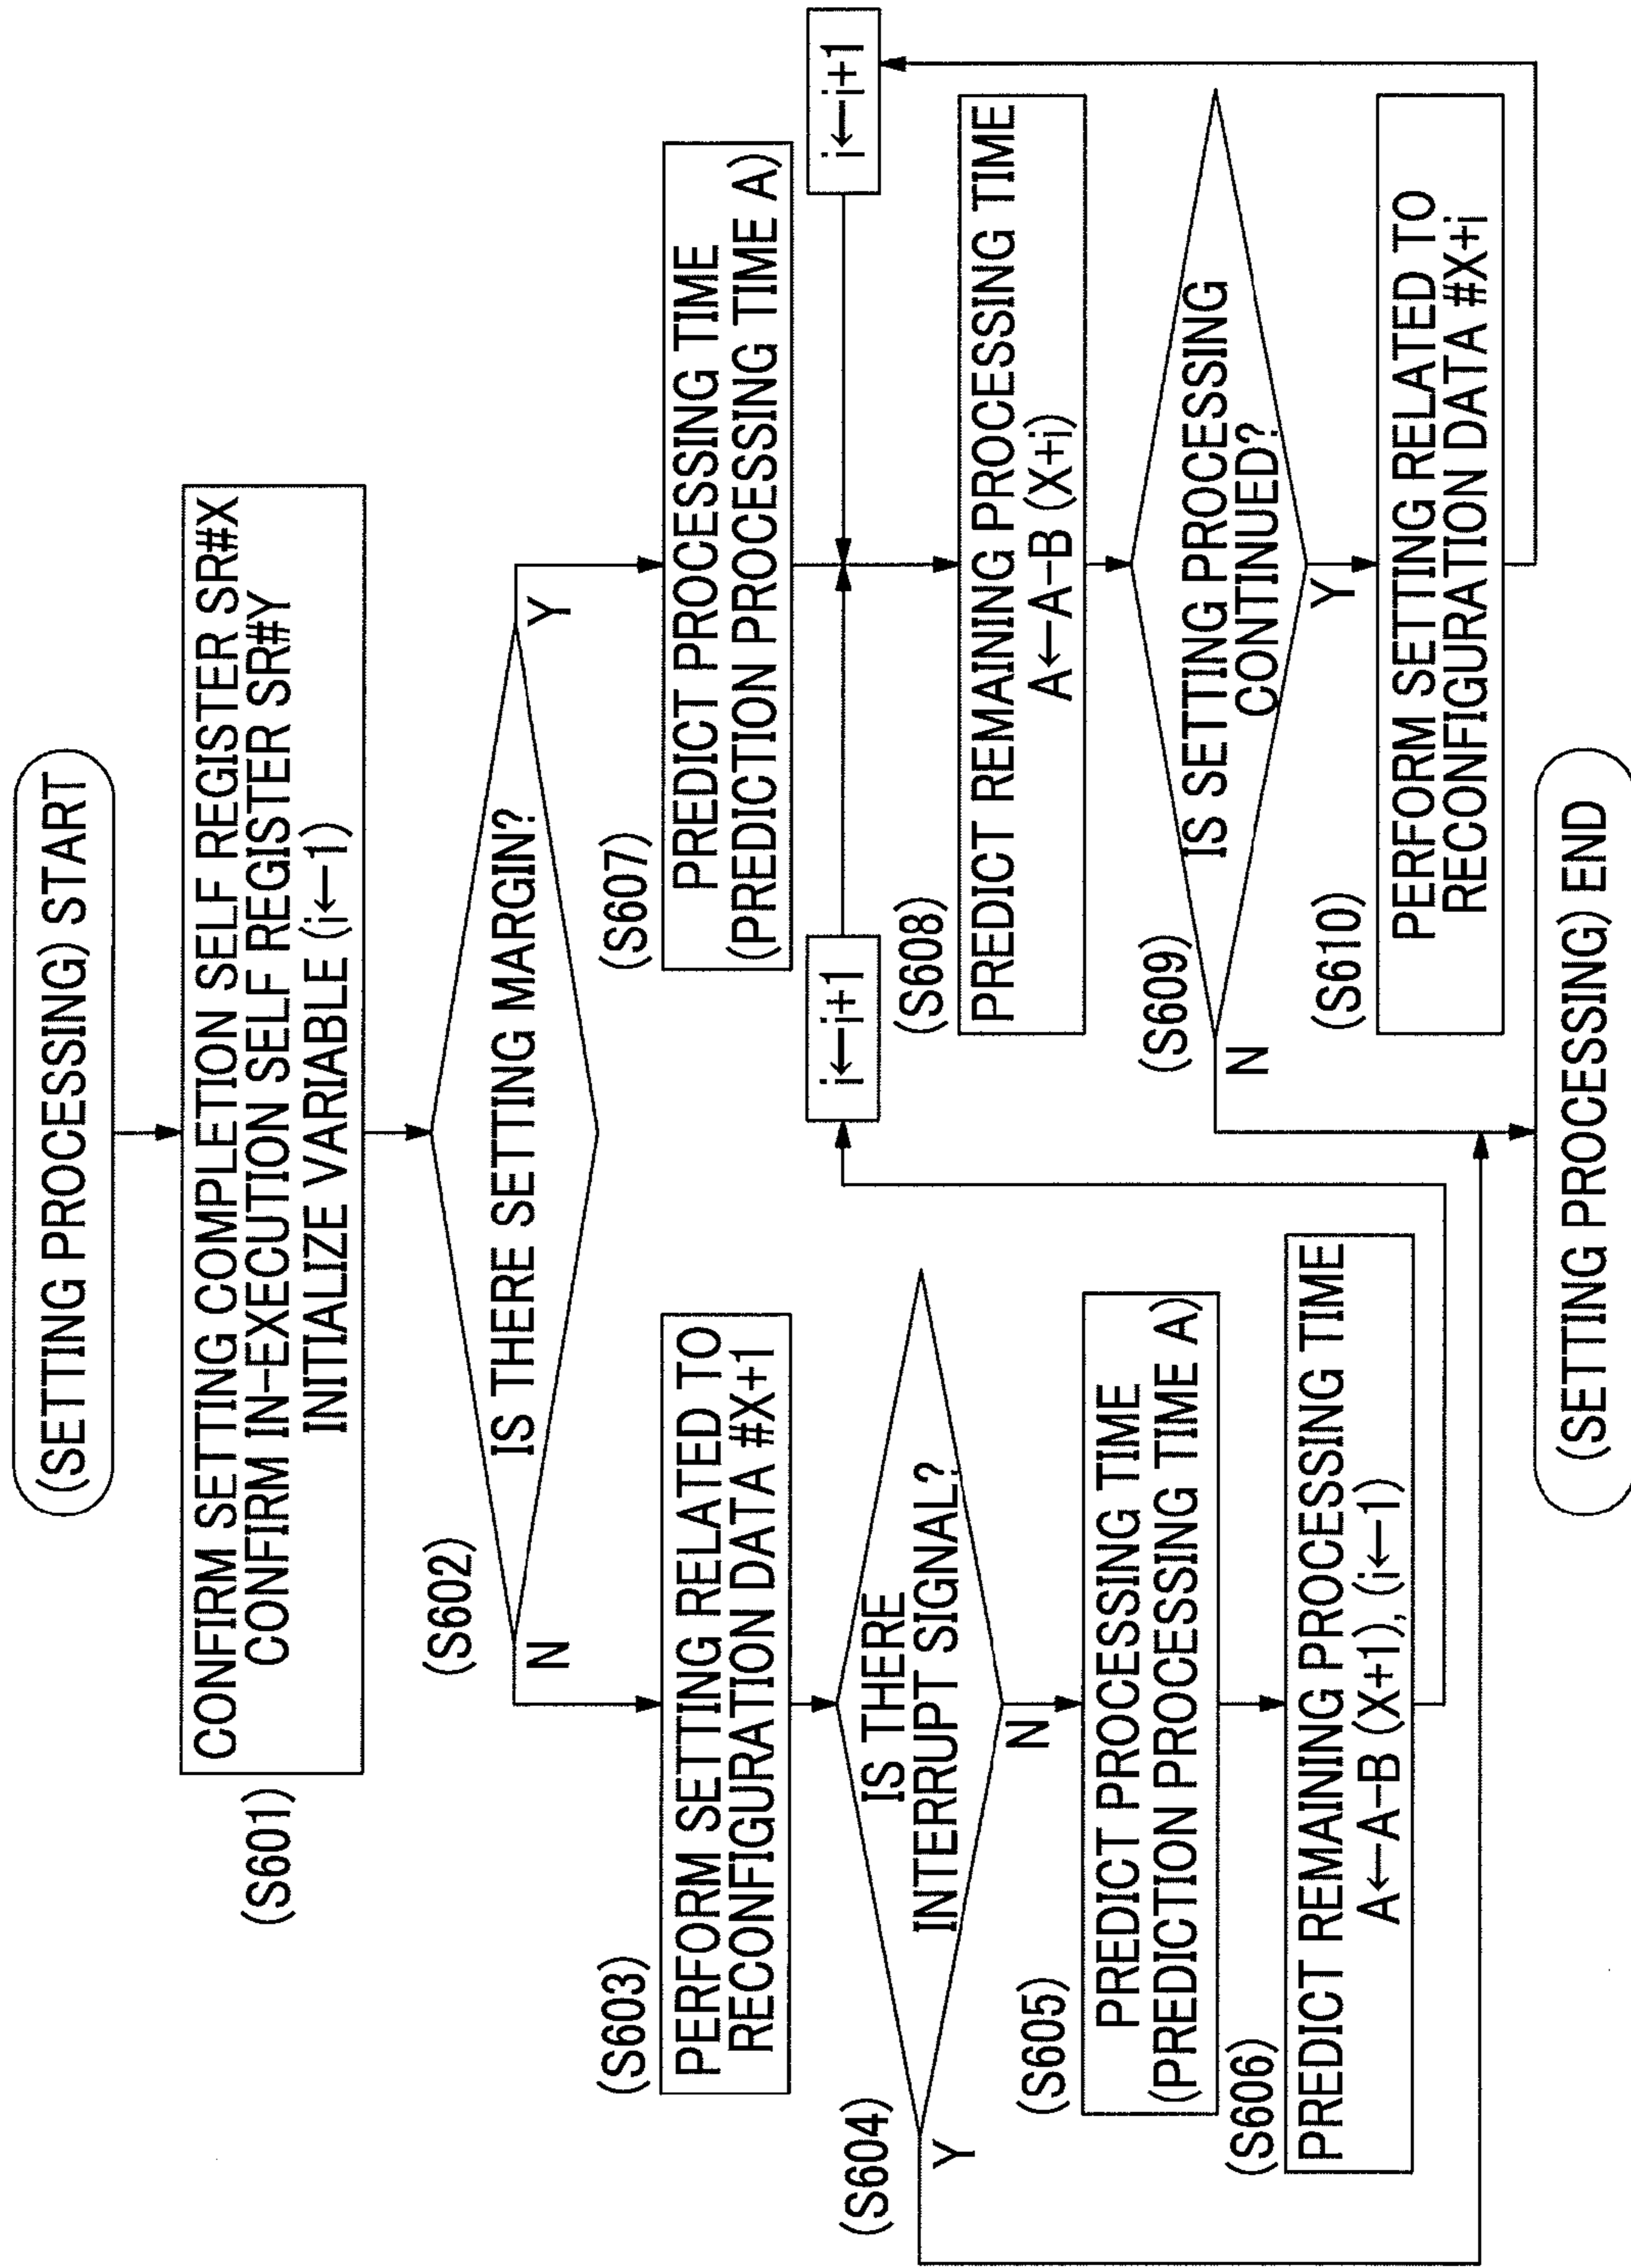 (SETTING PROCESSING) START
(S601)
CONFIRM SETTING COMPLETION SELF REGISTER SR#X
CONFIRM IN-EXECUTION SELF REGISTER SR#Y
INITIALIZE VARIABLE (i←1)
(S602)
IS THERE SETTING MARGIN?
N
Y
(S603)
PERFORM SETTING RELATED TO
RECONFIGURATION DATA #X+1
(S604)
IS THERE
INTERRUPT SIGNAL?
Y
N
(S605)
PREDICT PROCESSING TIME
(PREDICTION PROCESSING TIME A)
(S606)
PREDICT REMAINING PROCESSING TIME
A←A-B (X+1), (i←1)
(S607)
PREDICT PROCESSING TIME
(PREDICTION PROCESSING TIME A)
i←i+1
i←i+1
(S608)
PREDICT REMAINING PROCESSING TIME
A←A-B (X+i)
(S609)
IS SETTING PROCESSING
CONTINUED?
N
Y
(S610)
PERFORM SETTING RELATED TO
RECONFIGURATION DATA #X+i
(SETTING PROCESSING) END